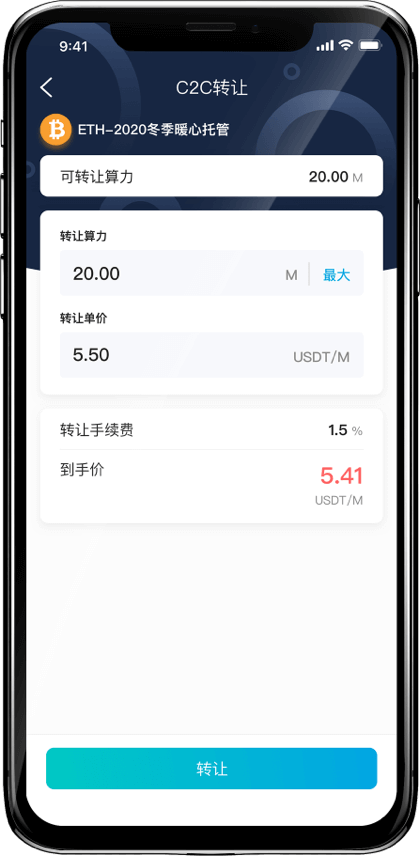 9:41
C2C转让
ETH-2020冬季暖心托管
可转让算力 20.00 M
转让算力
20.00 M 最大
转让单价
5.50 USDT/M
转让手续费 1.5 %
到手价 5.41
USDT/M
转让